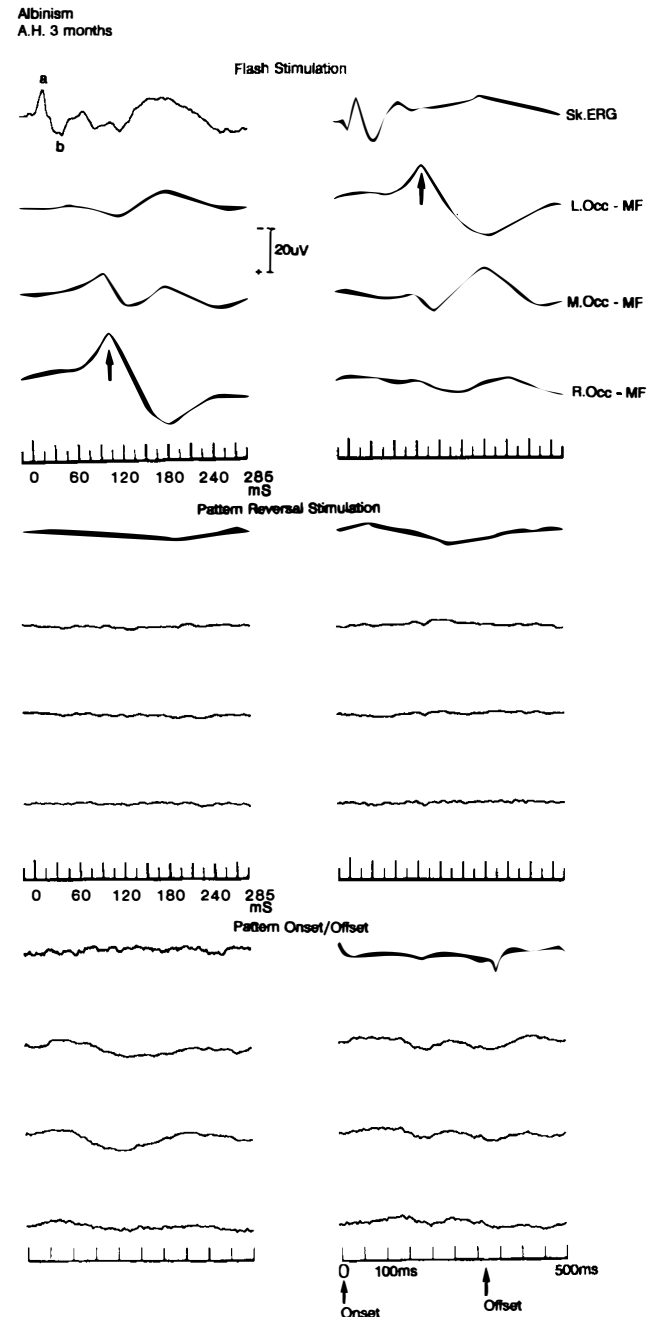 Albinism
A.H. 3 months
Flash Stimulation
a
b
Sk.ERG
L.Occ - MF
20uV
M.Occ - MF
R.Occ - MF
0 60 120 180 240 285
mS
Pattern Reversal Stimulation
0 60 120 180 240 285
mS
Pattern Onset/Offset
0 100ms 500ms
Onset
Offset